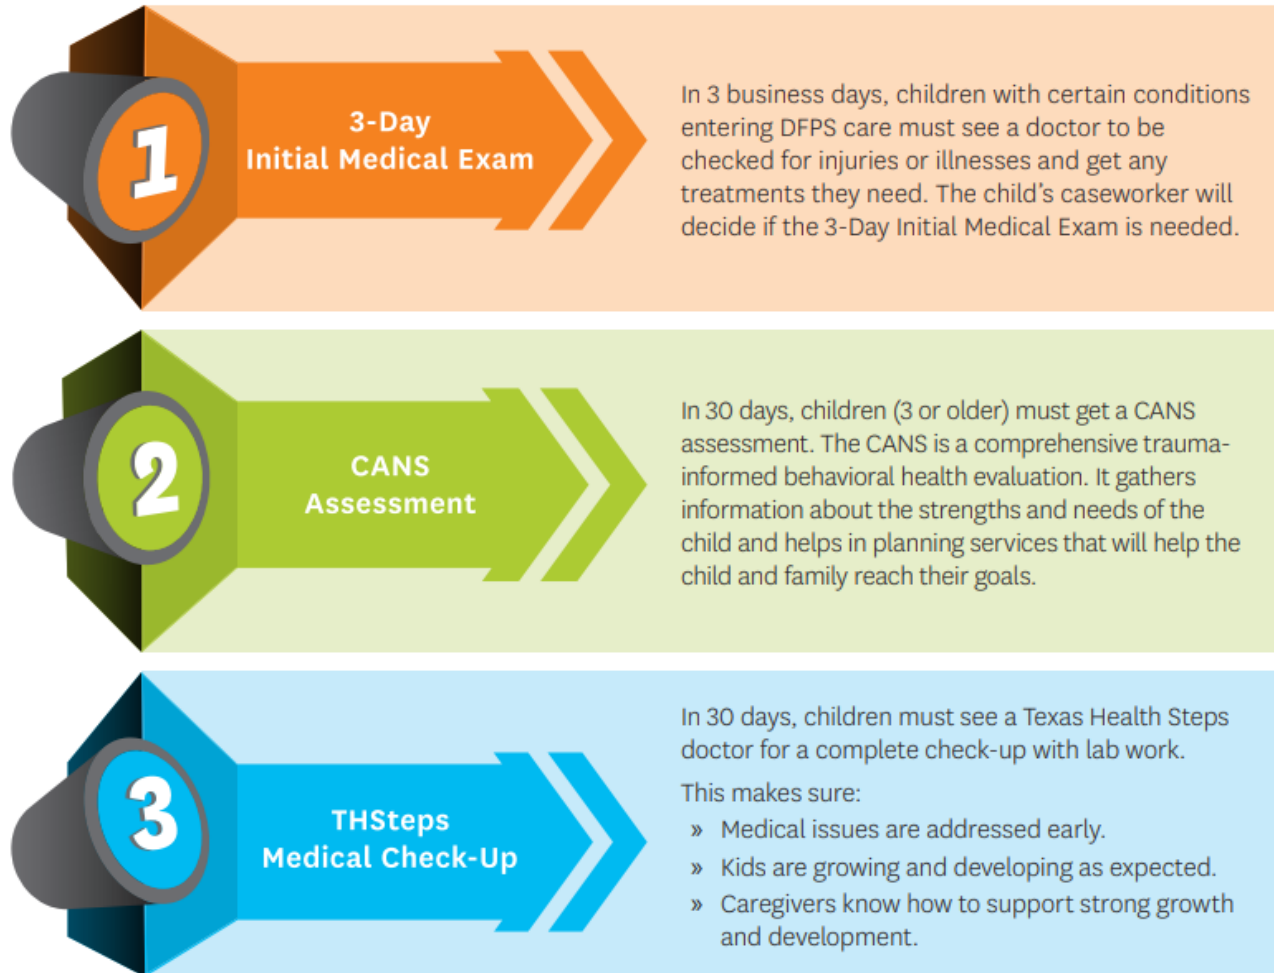 1
3-Day
Initial Medical Exam
In 3 business days, children with certain conditions
entering DFPS care must see a doctor to be
checked for injuries or illnesses and get any
treatments they need. The child’s caseworker will
decide if the 3-Day Initial Medical Exam is needed.
2
CANS
Assessment
In 30 days, children (3 or older) must get a CANS
assessment. The CANS is a comprehensive trauma-
informed behavioral health evaluation. It gathers
information about the strengths and needs of the
child and helps in planning services that will help the
child and family reach their goals.
3
THSteps
Medical Check-Up
In 30 days, children must see a Texas Health Steps
doctor for a complete check-up with lab work.
This makes sure:
» Medical issues are addressed early.
» Kids are growing and developing as expected.
» Caregivers know how to support strong growth
and development.